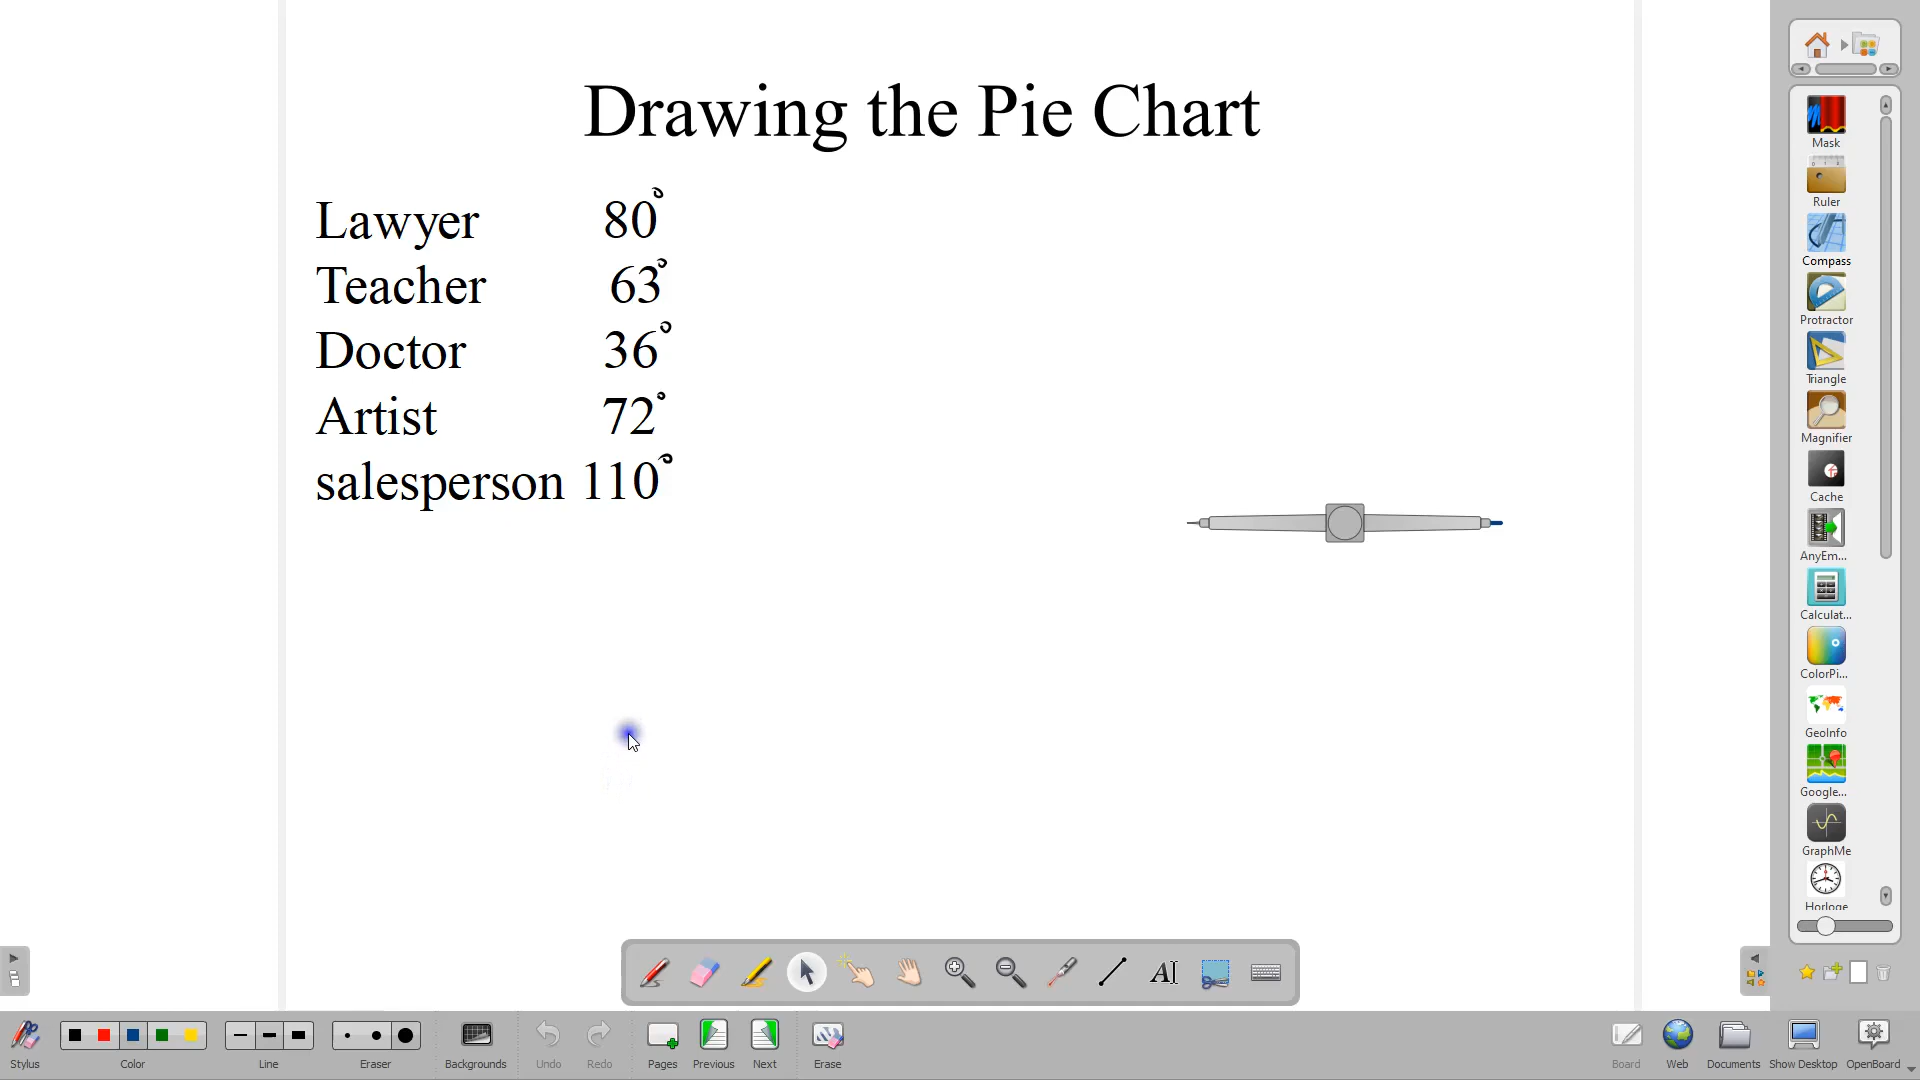 Drawing the Pie Chart
Lawyer 80°
Teacher 63°
Doctor 36°
Artist 72°
salesperson 110°
Mask
Ruler
Compass
Protractor
Triangle
Magnifier
Cache
AnyEm...
Calculat...
ColorPi...
GeoInfo
Google...
GraphMe
Horloge
Stylus
Color
Line
Eraser
Backgrounds
Undo
Redo
Pages
Previous
Next
Erase
Board
Web
Documents
Show Desktop
OpenBoard